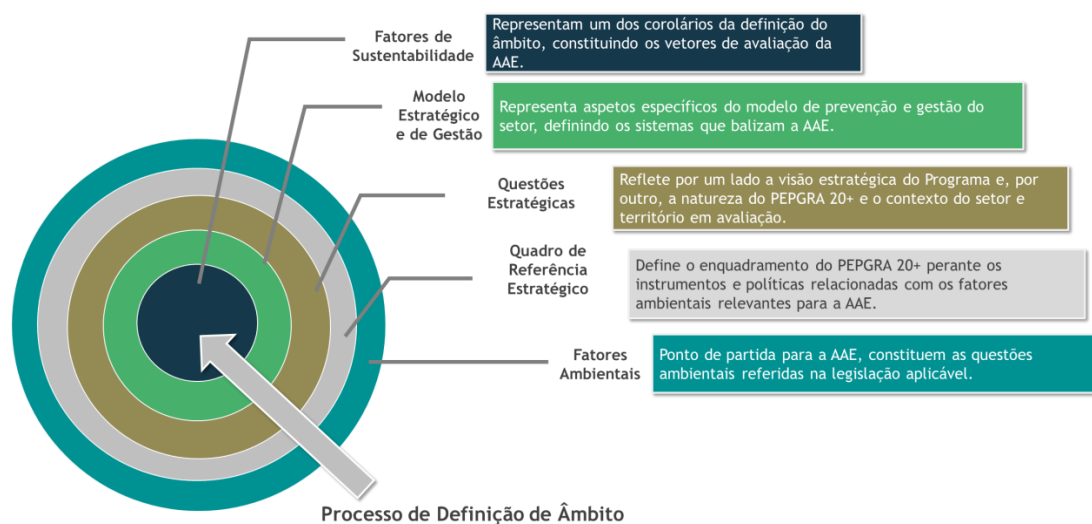 Fatores de
Sustentabilidade
Representam um dos corolários da definição do
âmbito, constituindo os vetores de avaliação da
AAE.
Modelo
Estratégico
e de Gestão
Representa aspetos específicos do modelo de prevenção e gestão do
setor, definindo os sistemas que balizam a AAE.
Questões
Estratégicas
Reflete por um lado a visão estratégica do Programa e, por
outro, a natureza do PEPGRA 20+ e o contexto do setor e
território em avaliação.
Quadro de
Referência
Estratégico
Define o enquadramento do PEPGRA 20+ perante os
instrumentos e políticas relacionadas com os fatores
ambientais relevantes para a AAE.
Fatores
Ambientais
Ponto de partida para a AAE, constituem as questões
ambientais referidas na legislação aplicável.
Processo de Definição de Âmbito